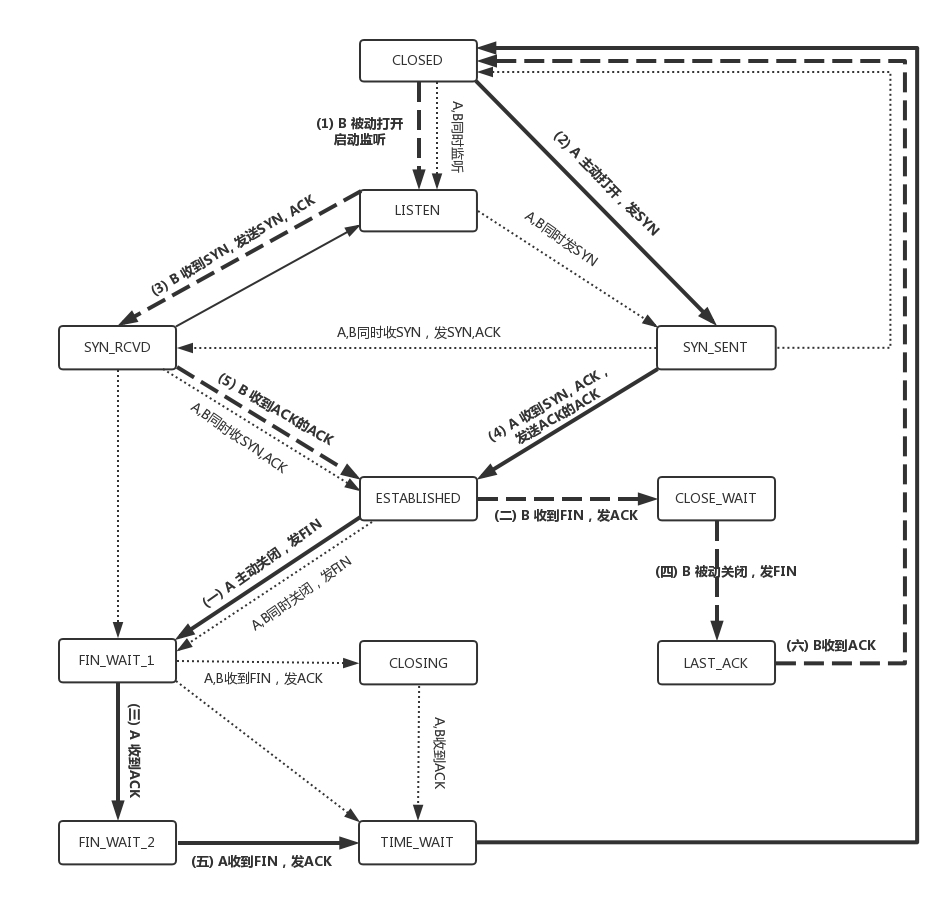 CLOSED
(1) B 被动打开
启动监听
A,B同时监听
(2) A 主动打开，发SYN
LISTEN
(3) B 收到SYN, 发送SYN, ACK
A,B同时发SYN
SYN_RCVD
A,B同时收SYN，发SYN,ACK
SYN_SENT
(5) B 收到ACK的ACK
A,B同时收SYN,ACK
(4) A 收到SYN, ACK，
发送ACK的ACK
ESTABLISHED
(二) B 收到FIN，发ACK
CLOSE_WAIT
(一) A 主动关闭，发FIN
A,B同时关闭，发FIN
(四) B 被动关闭，发FIN
FIN_WAIT_1
A,B收到FIN，发ACK
CLOSING
LAST_ACK
(六) B收到ACK
(三) A 收到ACK
A,B收到ACK
FIN_WAIT_2
(五) A收到FIN，发ACK
TIME_WAIT